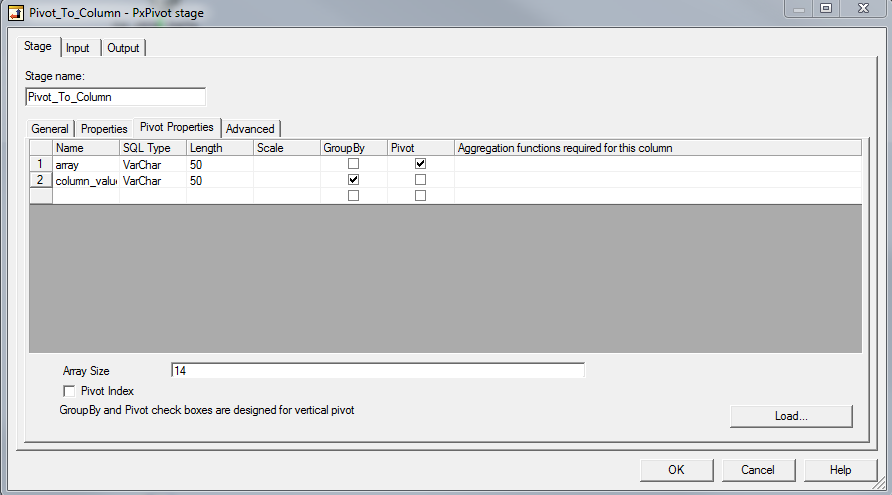 Pivot_To_Column - PxPivot stage
Stage Input Output
Stage name:
Pivot_To_Column
General Properties Pivot Properties Advanced
Name SQL Type Length Scale GroupBy Pivot Aggregation functions required for this column
1 array VarChar 50
2 column_value VarChar 50
Array Size 14
Pivot Index
GroupBy and Pivot check boxes are designed for vertical pivot
Load...
OK Cancel Help